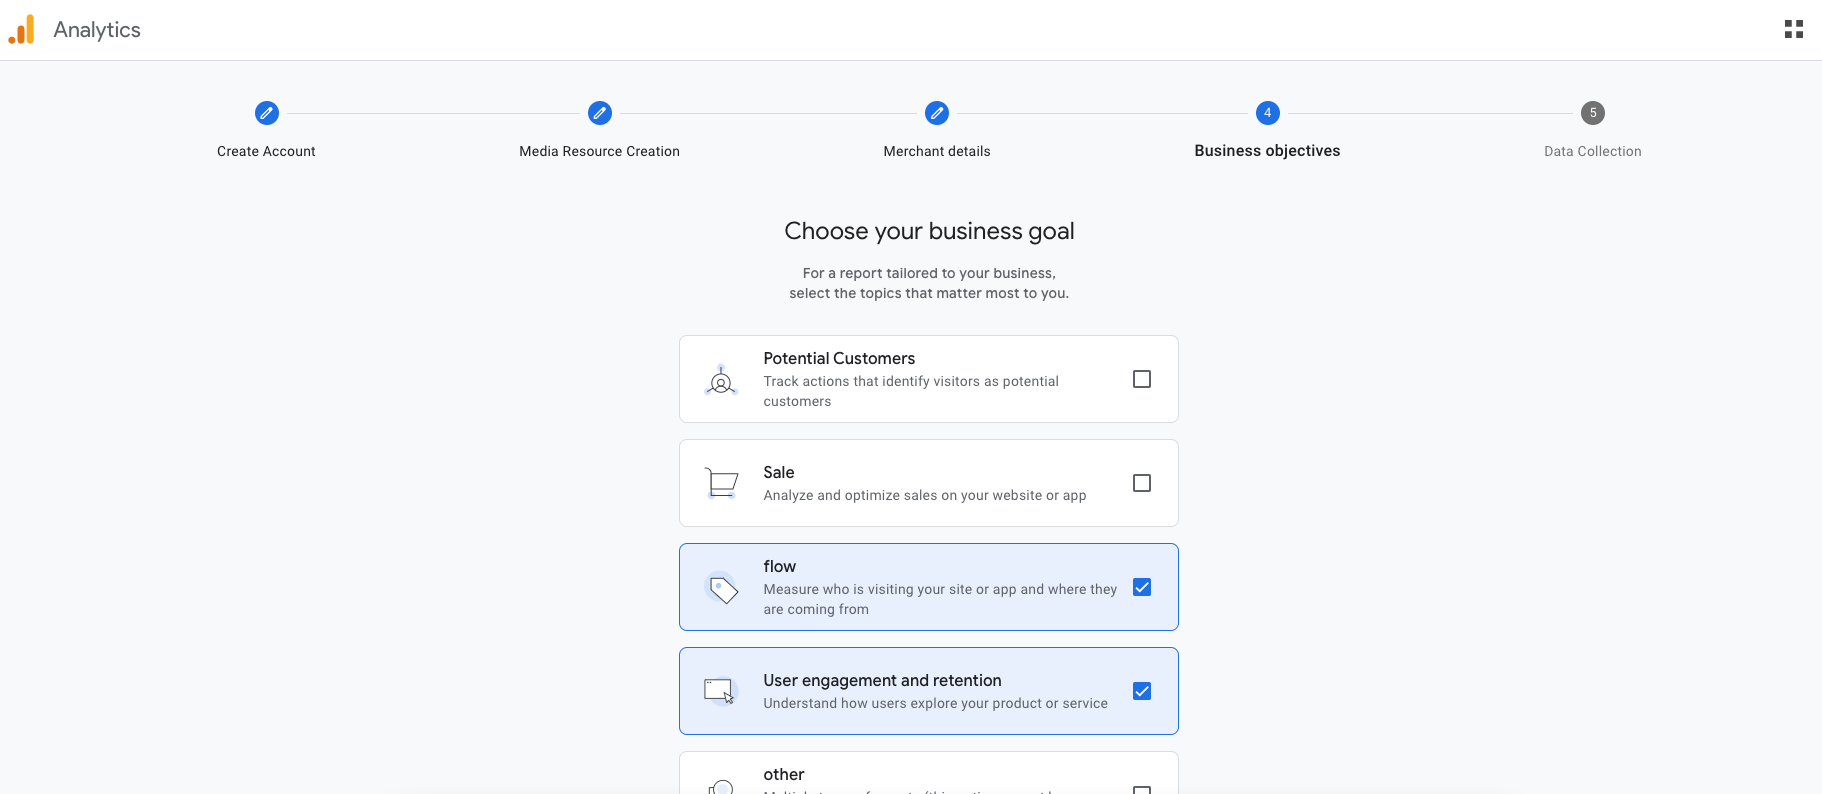 Analytics
4
5
Create Account
Media Resource Creation
Merchant details
Business objectives
Data Collection
Choose your business goal
For a report tailored to your business,
select the topics that matter most to you.
Potential Customers
Track actions that identify visitors as potential
customers
Sale
Analyze and optimize sales on your website or app
flow
Measure who is visiting your site or app and where they
are coming from
User engagement and retention
Understand how users explore your product or service
other